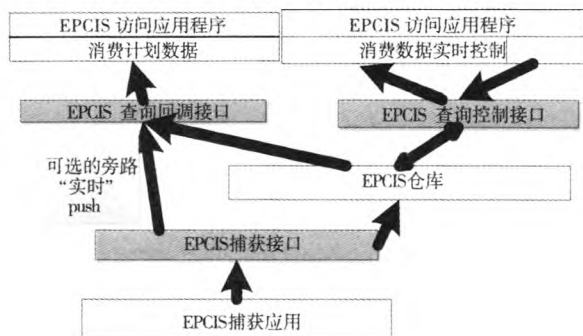 EPCIS 访问应用程序
消费计划数据
EPCIS 访问应用程序
消费数据实时控制
EPCIS 查询回调接口
EPCIS 查询控制接口
可选的旁路
“实时”
push
EPCIS仓库
EPCIS捕获接口
EPCIS捕获应用